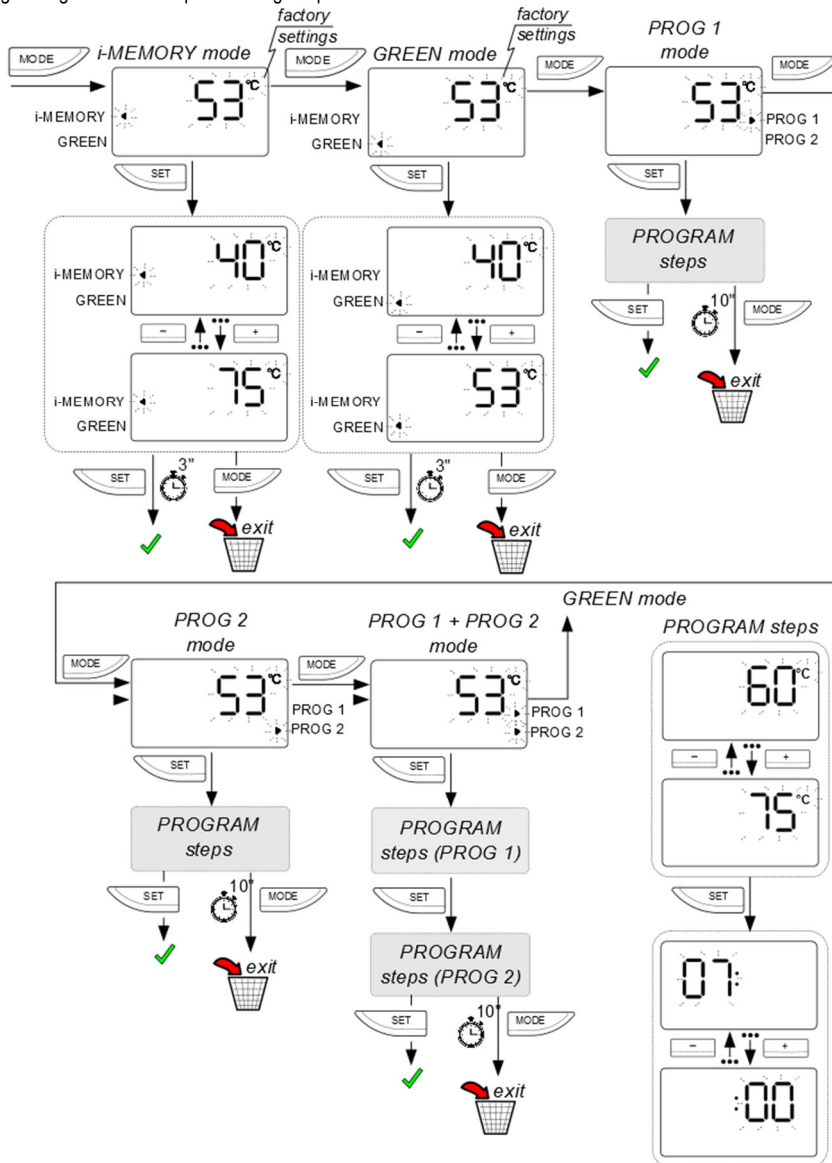 factory
settings
i-MEMORY mode
MODE
53°C
i-MEMORY
GREEN
SET
factory
settings
GREEN mode
MODE
53°C
i-MEMORY
GREEN
SET
PROG 1
mode
MODE
53°C
PROG 1
PROG 2
MODE
SET
40°C
i-MEMORY
GREEN
- +
75°C
i-MEMORY
GREEN
SET 3" MODE
exit
40°C
i-MEMORY
GREEN
- +
53°C
i-MEMORY
GREEN
SET 3" MODE
exit
PROGRAM
steps
SET 10" MODE
exit
GREEN mode
PROG 2
mode
MODE
53°C
PROG 1
PROG 2
SET
PROGRAM
steps
SET 10" MODE
exit
PROG 1 + PROG 2
mode
MODE
53°C
PROG 1
PROG 2
SET
PROGRAM
steps (PROG 1)
SET
PROGRAM
steps (PROG 2)
SET 10" MODE
exit
PROGRAM steps
60°C
- +
75°C
SET
07:
- +
:00